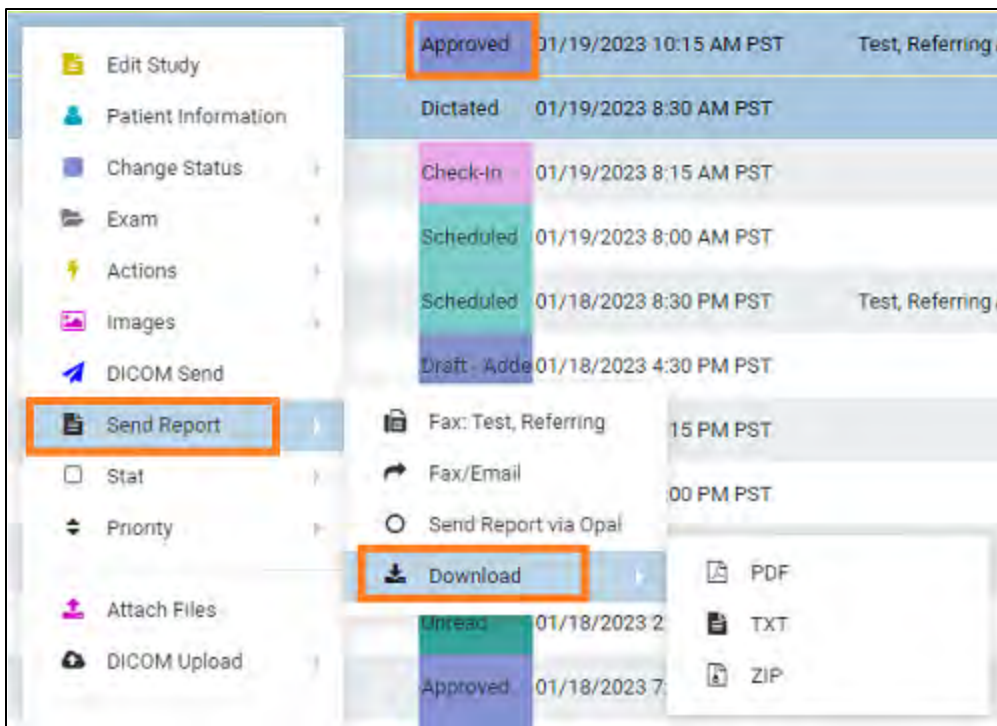 Edit Study
Patient Information
Change Status
Exam
Actions
Images
DICOM Send
Send Report
Stat
Priority
Attach Files
DICOM Upload
Fax: Test, Referring
Fax/Email
Send Report via Opal
Download
PDF
TXT
ZIP
Approved 01/19/2023 10:15 AM PST Test, Referring
Dictated 01/19/2023 8:30 AM PST
Check-In 01/19/2023 8:15 AM PST
Scheduled 01/19/2023 8:00 AM PST
Scheduled 01/18/2023 8:30 PM PST Test, Referring
Draft - Adde 01/18/2023 4:30 PM PST
15 PM PST
00 PM PST
Unread 01/18/2023 2
Approved 01/18/2023 7: